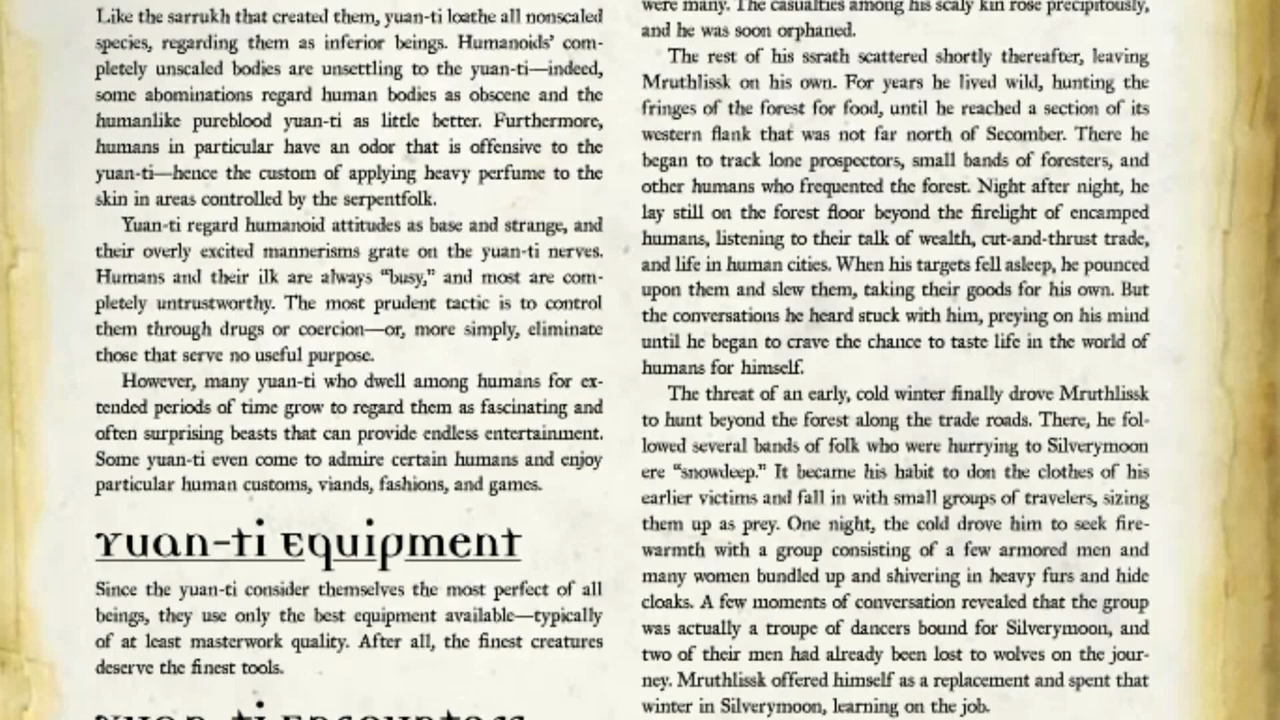 Like the sarrukh that created them, yuan-ti loathe all nonscaled
species, regarding them as inferior beings. Humanoids' com-
pletely unscaled bodies are unsettling to the yuan-ti—indeed,
some abominations regard human bodies as obscene and the
humanlike pureblood yuan-ti as little better. Furthermore,
humans in particular have an odor that is offensive to the
yuan-ti—hence the custom of applying heavy perfume to the
skin in areas controlled by the serpentfolk.
Yuan-ti regard humanoid attitudes as base and strange, and
their overly excited mannerisms grate on the yuan-ti nerves.
Humans and their ilk are always "busy," and most are com-
pletely untrustworthy. The most prudent tactic is to control
them through drugs or coercion—or, more simply, eliminate
those that serve no useful purpose.
However, many yuan-ti who dwell among humans for ex-
tended periods of time grow to regard them as fascinating and
often surprising beasts that can provide endless entertainment.
Some yuan-ti even come to admire certain humans and enjoy
particular human customs, viands, fashions, and games.
Yuan-ti Equipment
Since the yuan-ti consider themselves the most perfect of all
beings, they use only the best equipment available—typically
of at least masterwork quality. After all, the finest creatures
deserve the finest tools.
Yuan-ti Encounters
were many. The casualties among his scaly kin rose precipitously,
and he was soon orphaned.
The rest of his ssrath scattered shortly thereafter, leaving
Mruthlissk on his own. For years he lived wild, hunting the
fringes of the forest for food, until he reached a section of its
western flank that was not far north of Secomber. There he
began to track lone prospectors, small bands of foresters, and
other humans who frequented the forest. Night after night, he
lay still on the forest floor beyond the firelight of encamped
humans, listening to their talk of wealth, cut-and-thrust trade,
and life in human cities. When his targets fell asleep, he pounced
upon them and slew them, taking their goods for his own. But
the conversations he heard stuck with him, preying on his mind
until he began to crave the chance to taste life in the world of
humans for himself.
The threat of an early, cold winter finally drove Mruthlissk
to hunt beyond the forest along the trade roads. There, he fol-
lowed several bands of folk who were hurrying to Silverymoon
ere "snowdeep." It became his habit to don the clothes of his
earlier victims and fall in with small groups of travelers, sizing
them up as prey. One night, the cold drove him to seek fire-
warmth with a group consisting of a few armored men and
many women bundled up and shivering in heavy furs and hide
cloaks. A few moments of conversation revealed that the group
was actually a troupe of dancers bound for Silverymoon, and
two of their men had already been lost to wolves on the jour-
ney. Mruthlissk offered himself as a replacement and spent that
winter in Silverymoon, learning on the job.